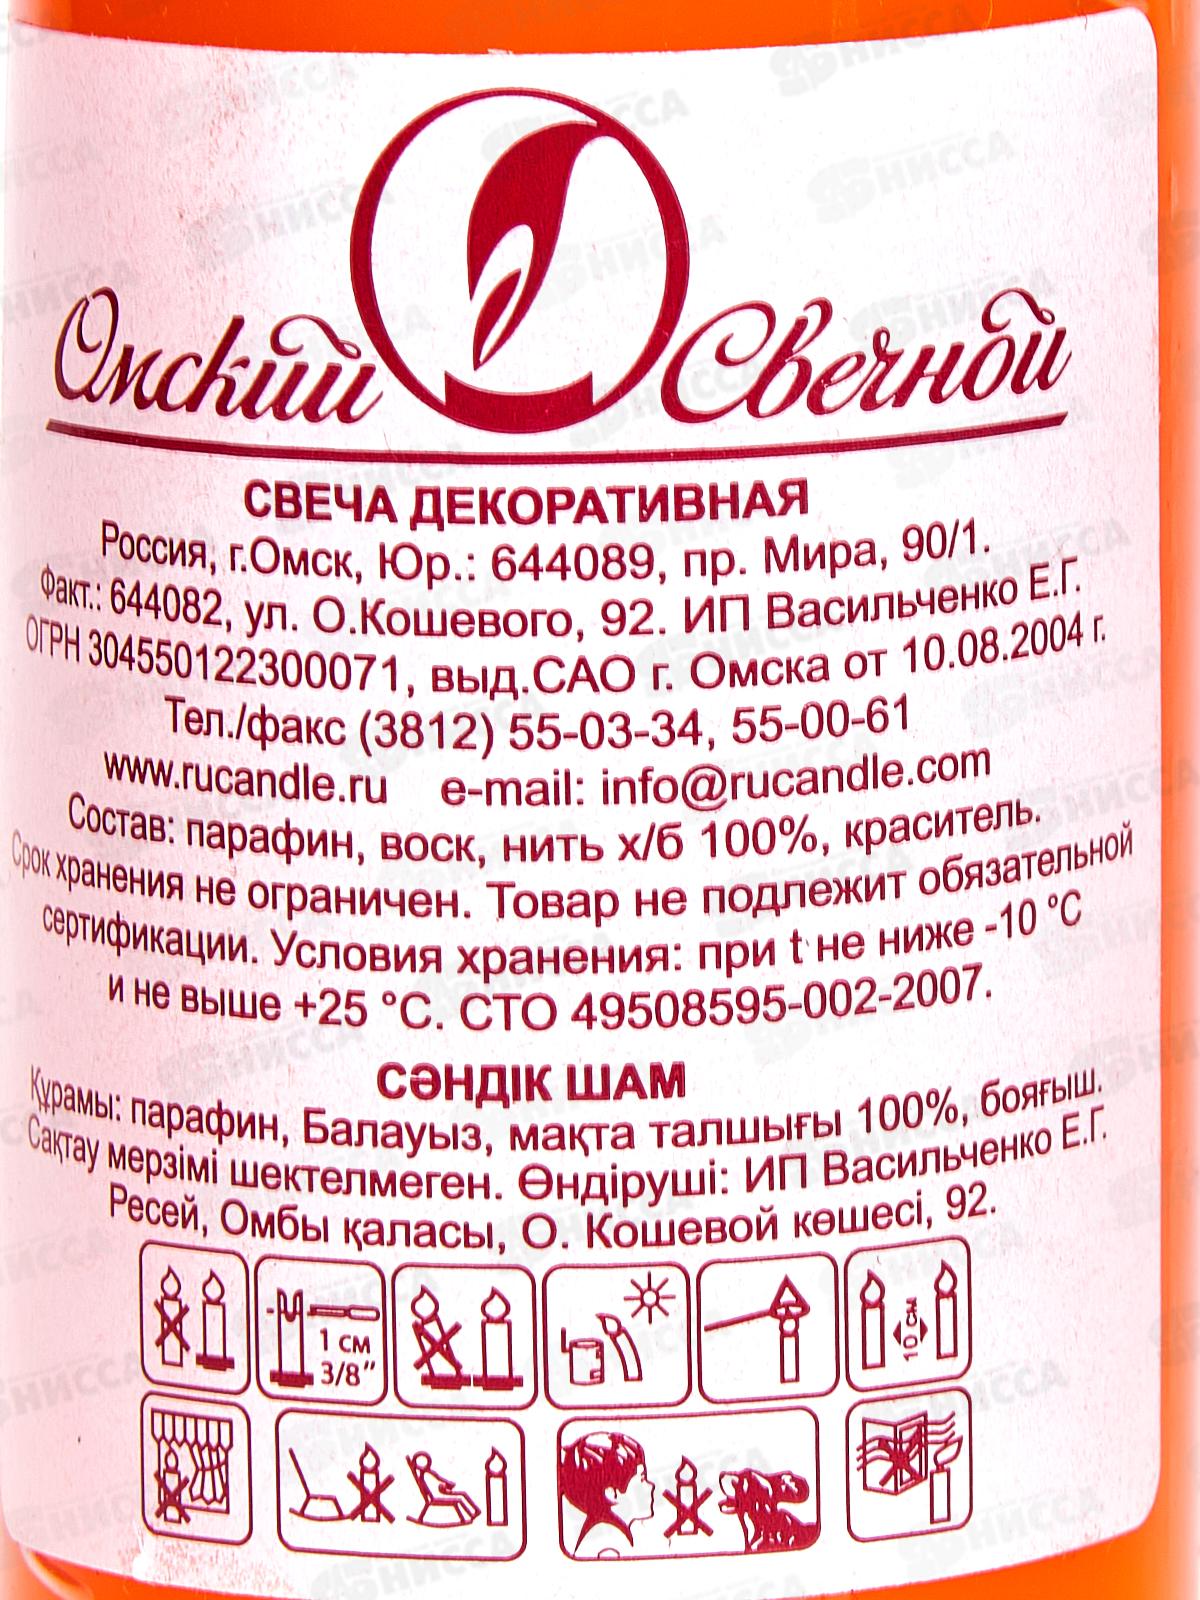 Омский Свечной
СВЕЧА ДЕКОРАТИВНАЯ
Россия, г.Омск, Юр.: 644089, пр. Мира, 90/1.
Факт.: 644082, ул. О.Кошевого, 92. ИП Васильченко Е.Г.
ОГРН 304550122300071, выд.САО г. Омска от 10.08.2004 г.
Тел./факс (3812) 55-03-34, 55-00-61
www.rucandle.ru e-mail: info@rucandle.com
Состав: парафин, воск, нить х/б 100%, краситель.
Срок хранения не ограничен. Товар не подлежит обязательной
сертификации. Условия хранения: при t не ниже -10 °С
и не выше +25 °С. СТО 49508595-002-2007.
СӘНДІК ШАМ
Құрамы: парафин, Балауыз, мақта талшығы 100%, бояғыш.
Сақтау мерзімі шектелмеген. Өндіруші: ИП Васильченко Е.Г.
Ресей, Омбы қаласы, О. Кошевой көшесі, 92.
1 см
3/8”
10 см
НИССА